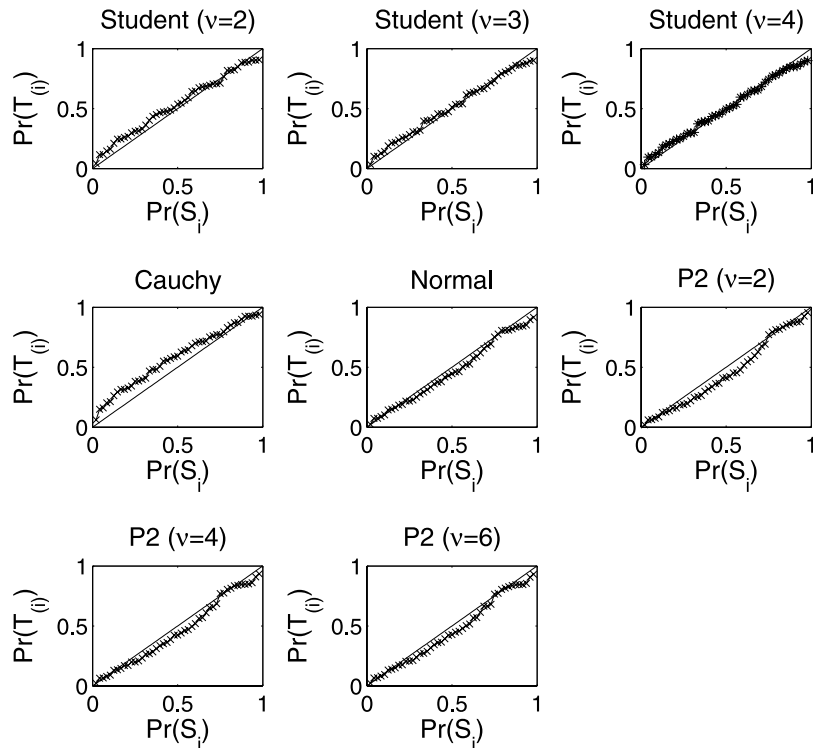 Student (ν=2)
Pr(T(i))
1
0.5
0
0
0.5
1
Pr(Si)
Student (ν=3)
Pr(T(i))
1
0.5
0
0
0.5
1
Pr(Si)
Student (ν=4)
Pr(T(i))
1
0.5
0
0
0.5
1
Pr(Si)
Cauchy
Pr(T(i))
1
0.5
0
0
0.5
1
Pr(Si)
Normal
Pr(T(i))
1
0.5
0
0
0.5
1
Pr(Si)
P2 (ν=2)
Pr(T(i))
1
0.5
0
0
0.5
1
Pr(Si)
P2 (ν=4)
Pr(T(i))
1
0.5
0
0
0.5
1
Pr(Si)
P2 (ν=6)
Pr(T(i))
1
0.5
0
0
0.5
1
Pr(Si)